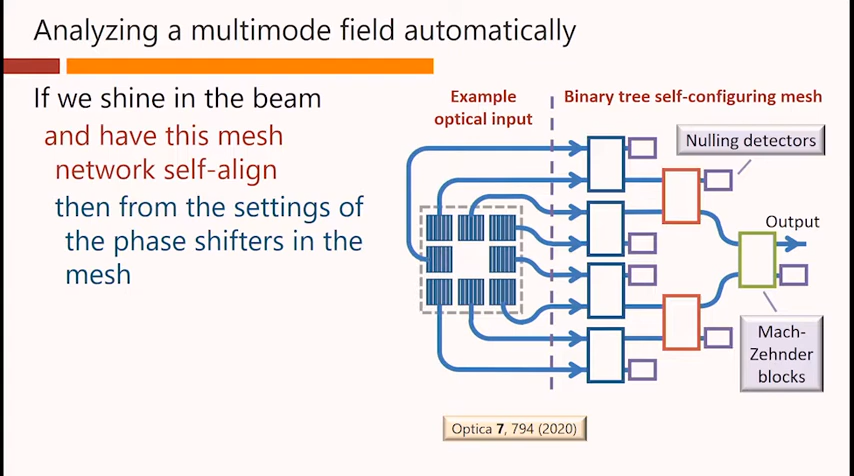 Analyzing a multimode field automatically
If we shine in the beam
and have this mesh
network self-align
then from the settings of
the phase shifters in the
mesh
Example
optical input
Binary tree self-configuring mesh
Nulling detectors
Output
Mach-
Zehnder
blocks
Optica 7, 794 (2020)